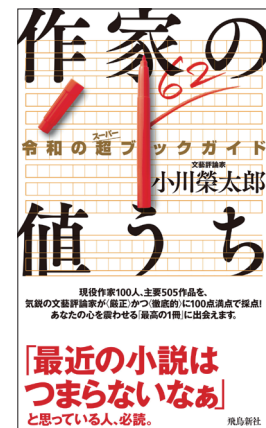 作家の
62
スーパー
令和の超ブックガイド
文藝評論家
小川榮太郎
値うち
現役作家100人、主要505作品を、
気鋭の文藝評論家が〈厳正〉かつ〈徹底的〉に100点満点で採点!
あなたの心を震わせる「最高の1冊」に出会えます。
「最近の小説は
つまらないなぁ」
と思っている人、必読。
飛鳥新社